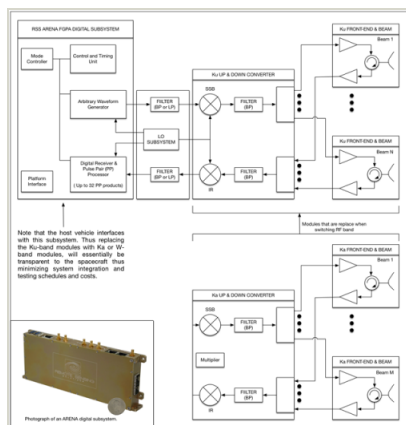 RSS ARENA FGPA DIGITAL SUBSYSTEM
Mode
Controller
Control and Timing
Unit
Arbitrary Waveform
Generator
Digital Receiver &
Pulse-Pair (PP)
Processor
( Up to 32 PP products)
Platform
Interface
FIILTER
(BP or LP)
LO
SUBSYSTEM
FIILTER
(BP or LP)
Ku UP & DOWN CONVERTER
SSB
FIILTER
(BP)
IR
FIILTER
(BP)
Ku FRONT-END & BEAM
Beam 1
Ku FRONT-END & BEAM
Beam N
Modules that are replace when
switching RF band
Note that the host vehicle interfaces
with this subsystem. Thus replacing
the Ku-band modules with Ka or W-
band modules, will essentially be
transparent to the spacecraft thus
minimizing system integration and
testing schedules and costs.
Photograph of an ARENA digital subsystem.
Ka UP & DOWN CONVERTER
SSB
FIILTER
(BP)
Multiplier
IR
FIILTER
(BP)
Ka FRONT-END & BEAM
Beam 1
Ka FRONT-END & BEAM
Beam M